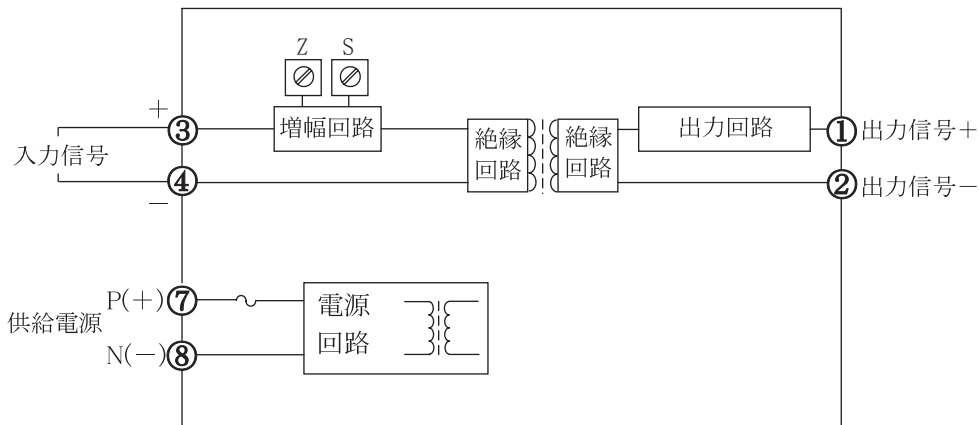 Z S
+
③ 増幅回路 絶縁
回路 絶縁
回路 出力回路 ① 出力信号+
入力信号
④ ② 出力信号−
−
P(+) ⑦ 電源
回路
供給電源
N(−) ⑧